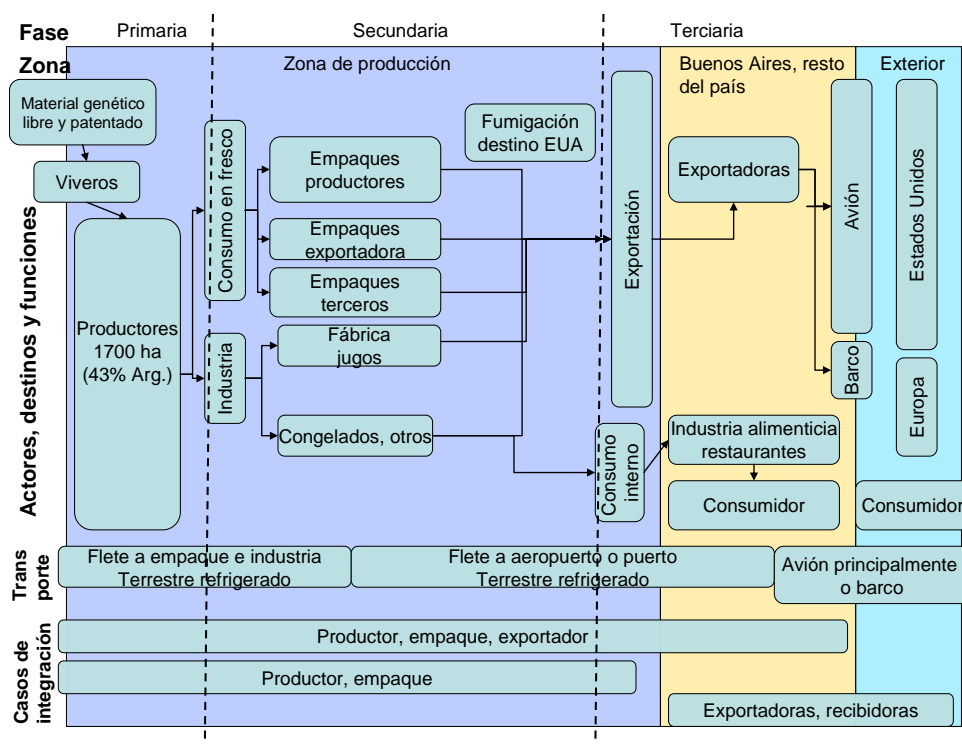 Fase
Primaria
Secundaria
Terciaria
Zona
Zona de producción
Buenos Aires, resto
del país
Exterior
Material genético
libre y patentado
Viveros
Productores
1700 ha
(43% Arg.)
Consumo en fresco
Industria
Empaques
productores
Empaques
exportadora
Empaques
terceros
Fábrica
jugos
Congelados, otros
Fumigación
destino EUA
Exportación
Consumo
interno
Exportadoras
Industria alimenticia
restaurantes
Consumidor
Avión
Barco
Estados Unidos
Europa
Consumidor
Actores, destinos y funciones
Trans
porte
Flete a empaque e industria
Terrestre refrigerado
Flete a aeropuerto o puerto
Terrestre refrigerado
Avión principalmente
o barco
Casos de
integración
Productor, empaque, exportador
Productor, empaque
Exportadoras, recibidoras